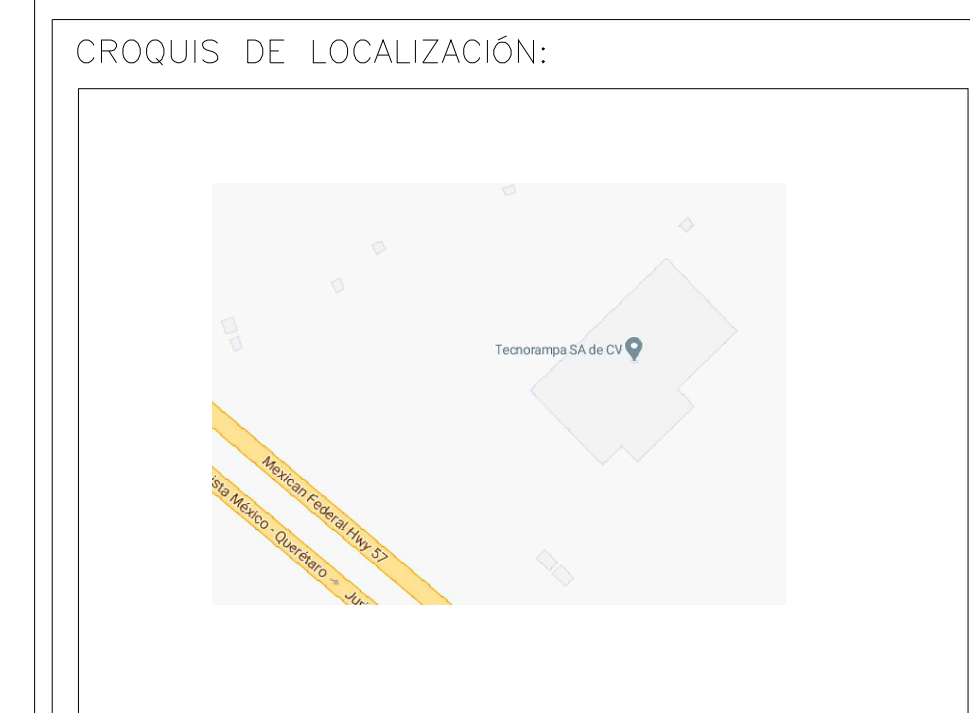 CROQUIS DE LOCALIZACIÓN:
Tecnorampa SA de CV
Mexican Federal Hwy 57
ista México - Querétaro